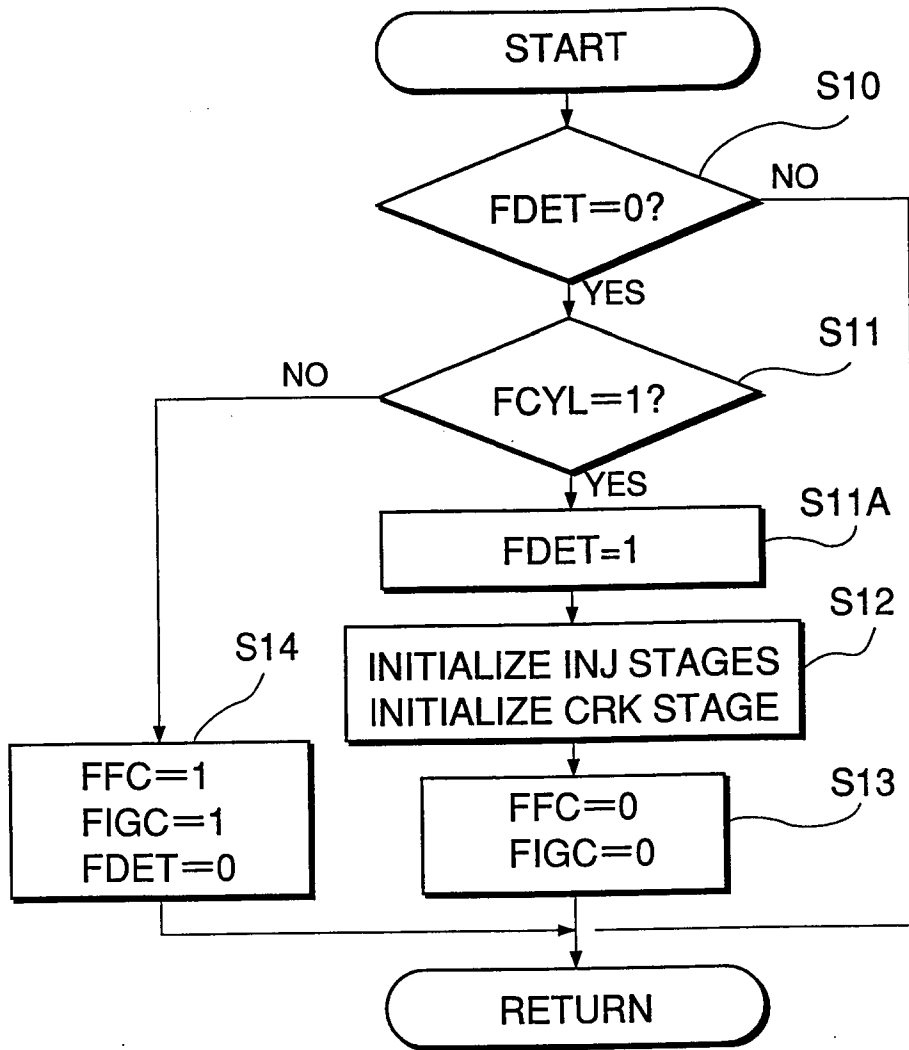 START
S10
FDET=0?
NO
YES
S11
FCYL=1?
NO
YES
S11A
FDET=1
S12
INITIALIZE INJ STAGES
INITIALIZE CRK STAGE
S14
FFC=1
FIGC=1
FDET=0
S13
FFC=0
FIGC=0
RETURN